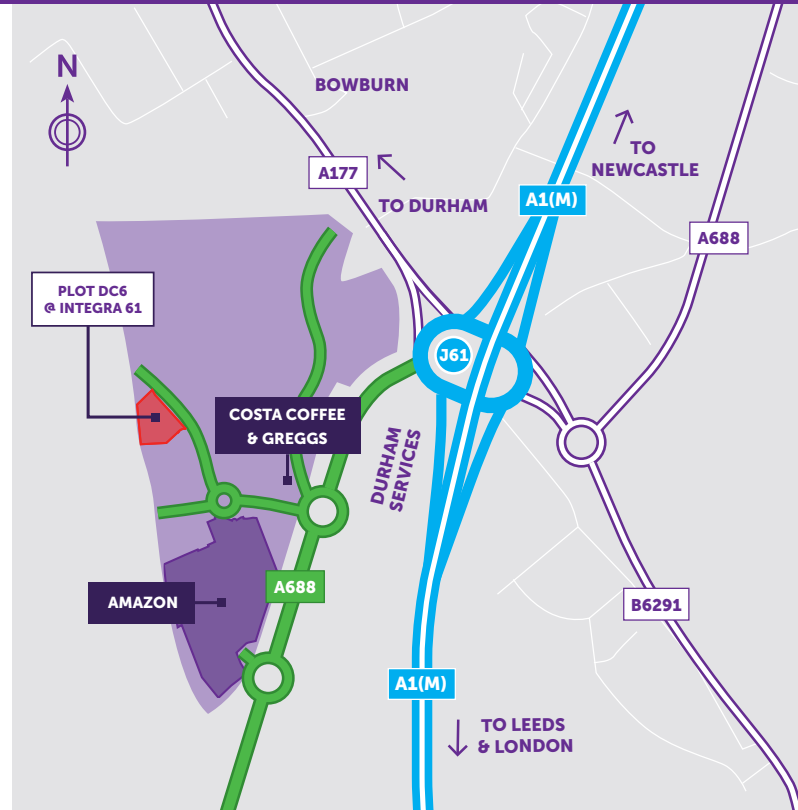 N
BOWBURN
A177
TO DURHAM
TO
NEWCASTLE
A1(M)
A688
PLOT DC6
@ INTEGRA 61
J61
COSTA COFFEE
& GREGGS
DURHAM
SERVICES
A688
AMAZON
B6291
A1(M)
TO LEEDS
& LONDON